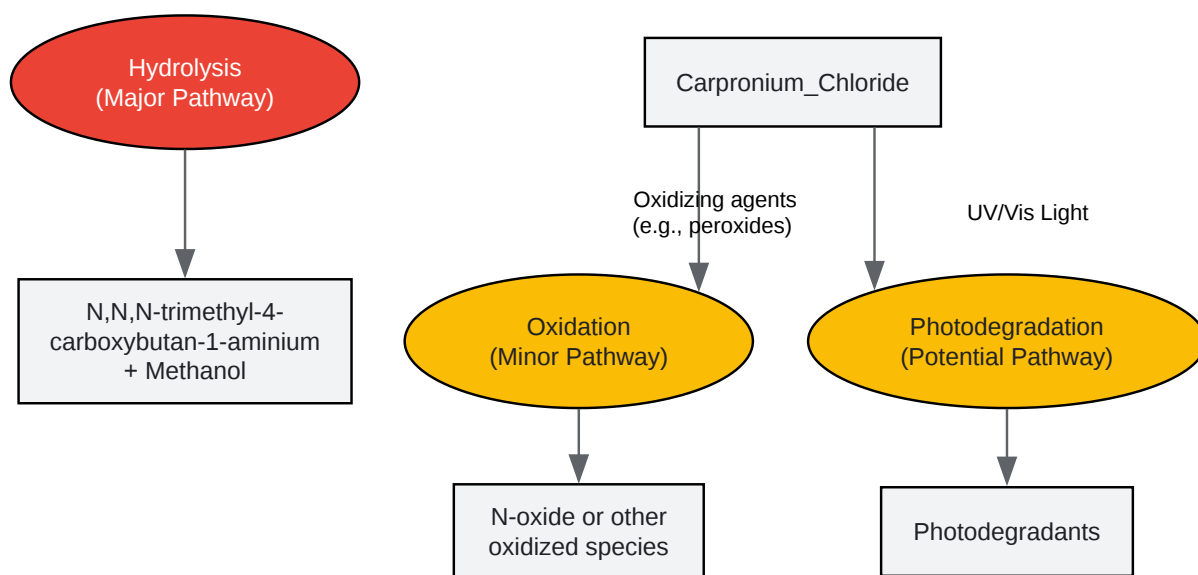 Hydrolysis
(Major Pathway)
N,N,N-trimethyl-4-
carboxybutan-1-aminium
+ Methanol
Carpronium_Chloride
Oxidizing agents
(e.g., peroxides)
UV/Vis Light
Oxidation
(Minor Pathway)
Photodegradation
(Potential Pathway)
N-oxide or other
oxidized species
Photodegradants